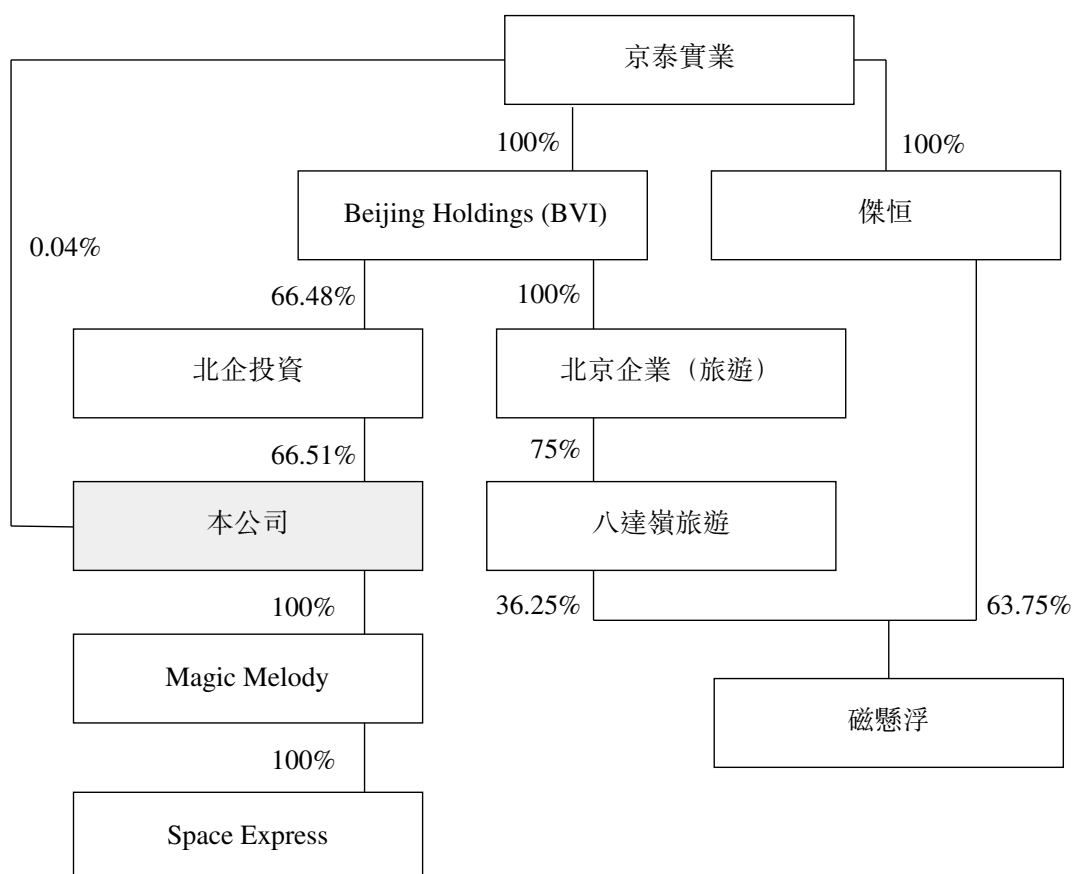 京泰實業
100%
100%
Beijing Holdings (BVI)
傑恒
0.04%
66.48%
100%
北企投資
北京企業（旅遊）
66.51%
75%
本公司
八達嶺旅遊
100%
36.25%
63.75%
Magic Melody
磁懸浮
100%
Space Express